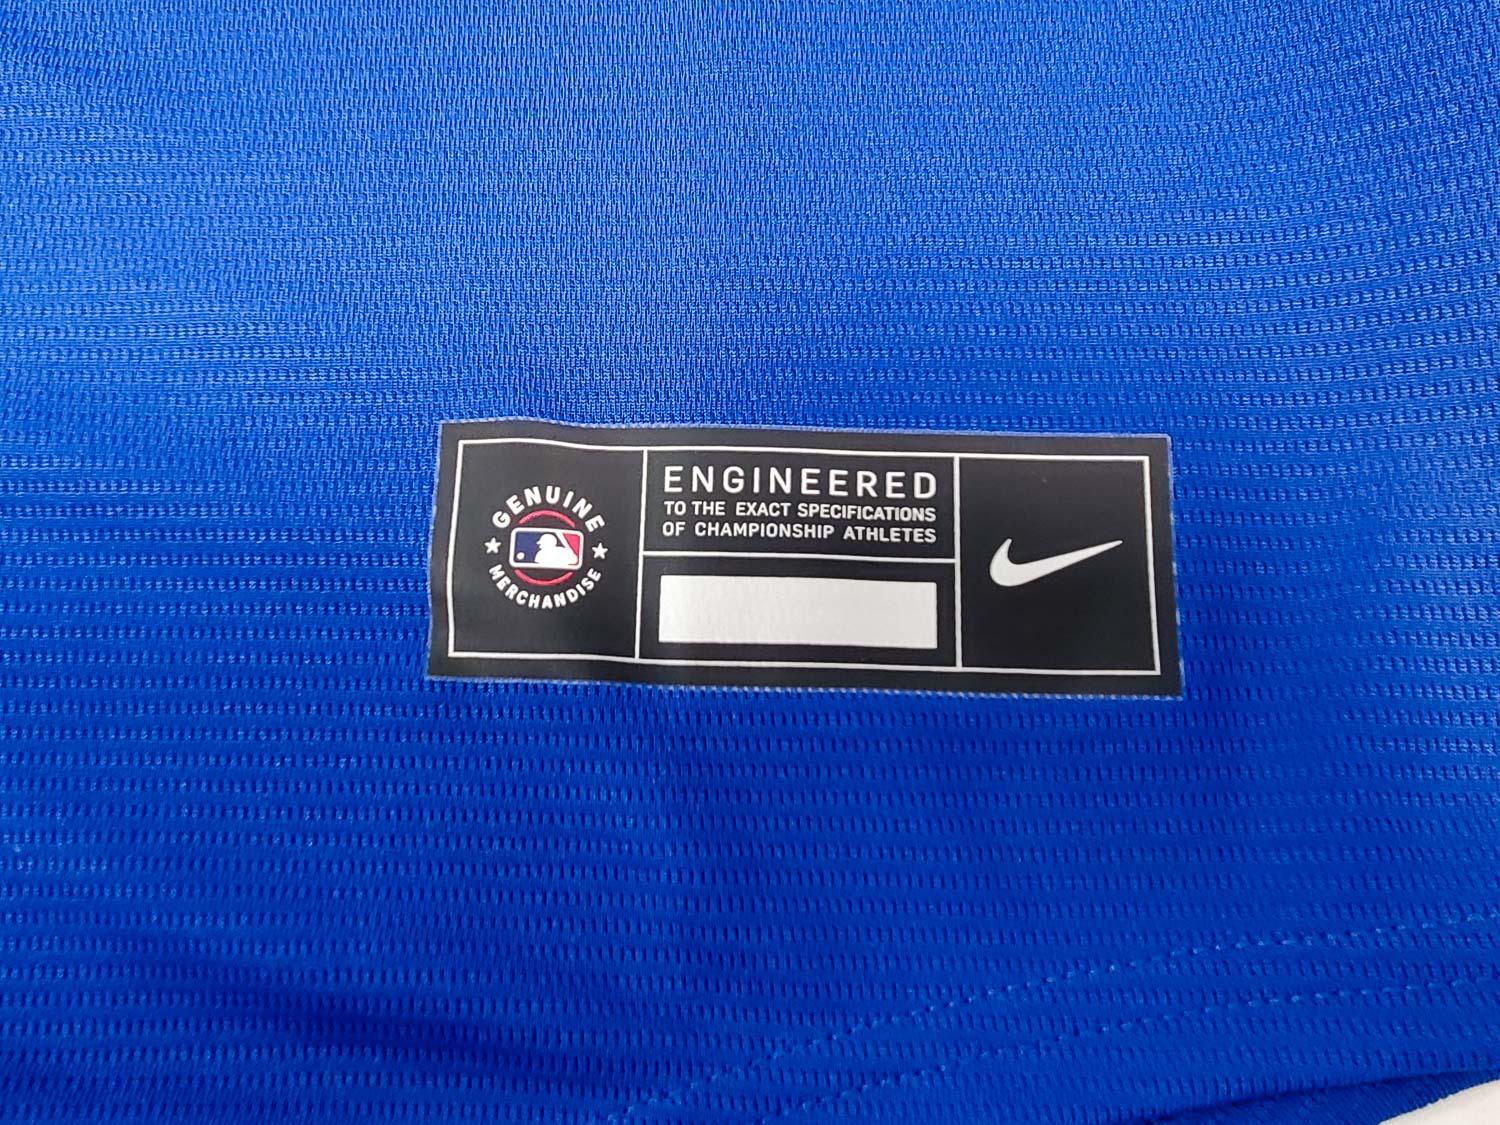 GENUINE
MERCHANDISE
ENGINEERED
TO THE EXACT SPECIFICATIONS
OF CHAMPIONSHIP ATHLETES